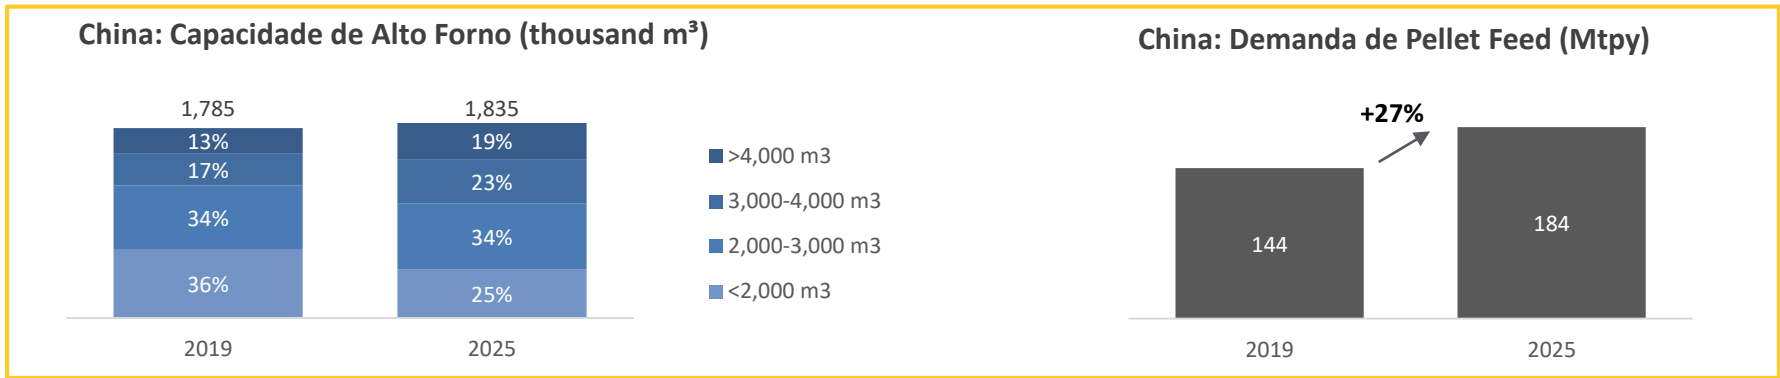 China: Capacidade de Alto Forno (thousand m³)
1,785
1,835
13%
17%
34%
36%
19%
23%
34%
25%
2019
2025
>4,000 m3
3,000-4,000 m3
2,000-3,000 m3
<2,000 m3
China: Demanda de Pellet Feed (Mtpy)
+27%
144
184
2019
2025